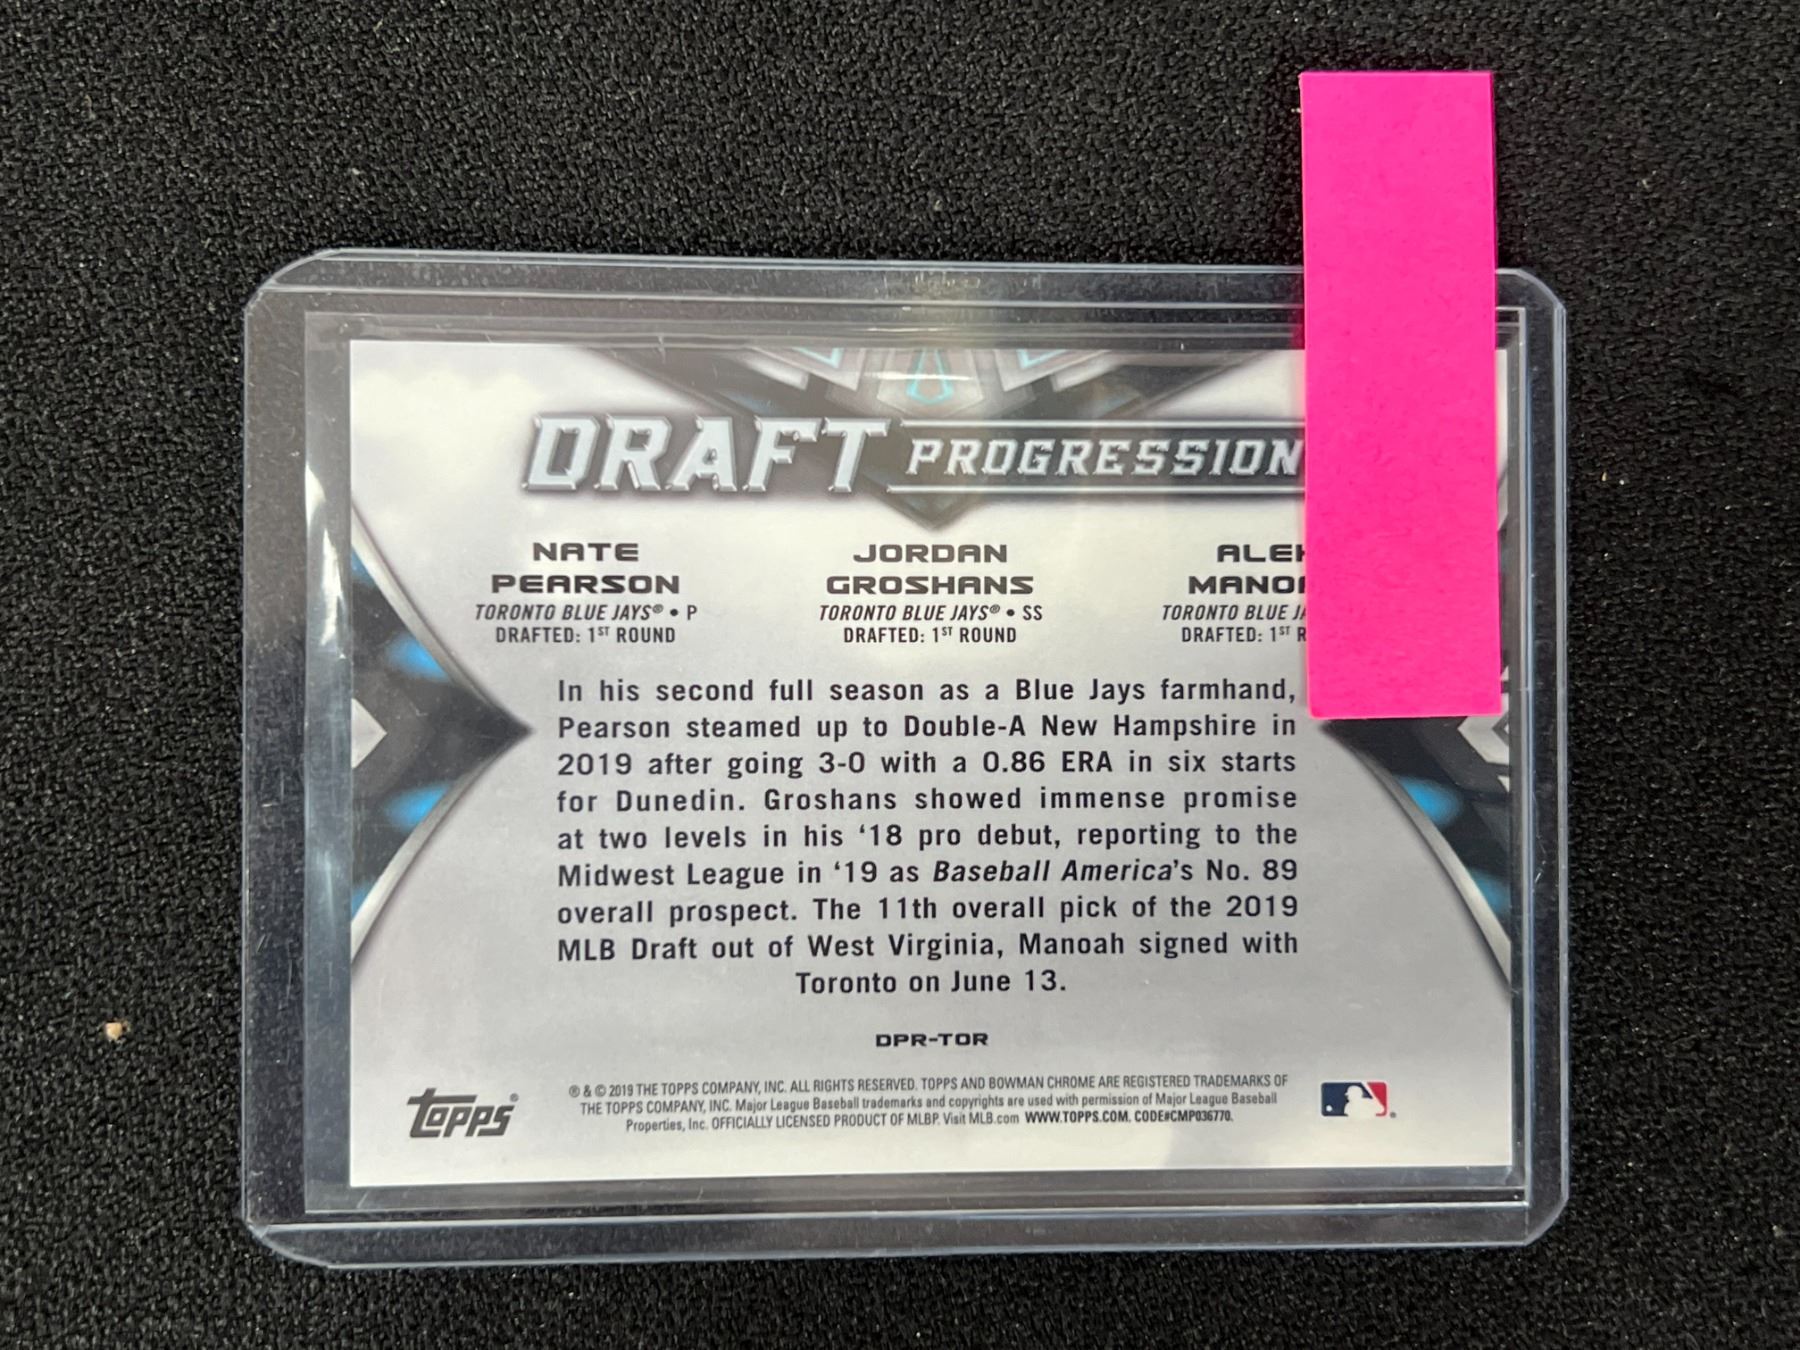 DRAFT PROGRESSION
NATE JORDAN ALEK
PEARSON GROSHANS MANOA
TORONTO BLUE JAYS® • P TORONTO BLUE JAYS® • SS TORONTO BLUE JA
DRAFTED: 1ST ROUND DRAFTED: 1ST ROUND DRAFTED: 1ST R
In his second full season as a Blue Jays farmhand,
Pearson steamed up to Double-A New Hampshire in
2019 after going 3-0 with a 0.86 ERA in six starts
for Dunedin. Groshans showed immense promise
at two levels in his ‘18 pro debut, reporting to the
Midwest League in ‘19 as Baseball America's No. 89
overall prospect. The 11th overall pick of the 2019
MLB Draft out of West Virginia, Manoah signed with
Toronto on June 13.
DPR-TOR
Topps®
® & © 2019 THE TOPPS COMPANY, INC. ALL RIGHTS RESERVED. TOPPS AND BOWMAN CHROME ARE REGISTERED TRADEMARKS OF
THE TOPPS COMPANY, INC. Major League Baseball trademarks and copyrights are used with permission of Major League Baseball
Properties, Inc. OFFICIALLY LICENSED PRODUCT OF MLBP. Visit MLB.com WWW.TOPPS.COM. CODE#CMP036770.